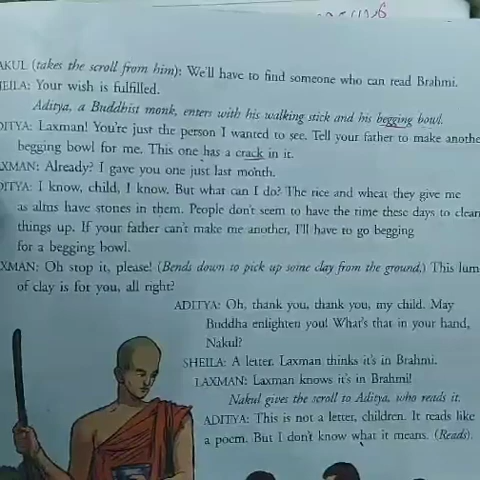 AKUL (takes the scroll from him): We'll have to find someone who can read Brahmi.
HEILA: Your wish is fulfilled.
Aditya, a Buddhist monk, enters with his walking stick and his begging bowl.
DITYA: Laxman! You're just the person I wanted to see. Tell your father to make anothe
begging bowl for me. This one has a crack in it.
XMAN: Already? I gave you one just last month.
DITYA: I know, child, I know. But what can I do? The rice and wheat they give me
as alms have stones in them. People don't seem to have the time these days to clean
things up. If your father can't make me another, I'll have to go begging
for a begging bowl.
XMAN: Oh stop it, please! (Bends down to pick up some clay from the ground.) This lum
of clay is for you, all right?
ADITYA: Oh, thank you, thank you, my child. May
Buddha enlighten you! What's that in your hand,
Nakul?
SHEILA: A letter. Laxman thinks it's in Brahmi.
LAXMAN: Laxman knows it's in Brahmi!
Nakul gives the scroll to Aditya, who reads it.
ADITYA: This is not a letter, children. It reads like
a poem. But I don't know what it means. (Reads).